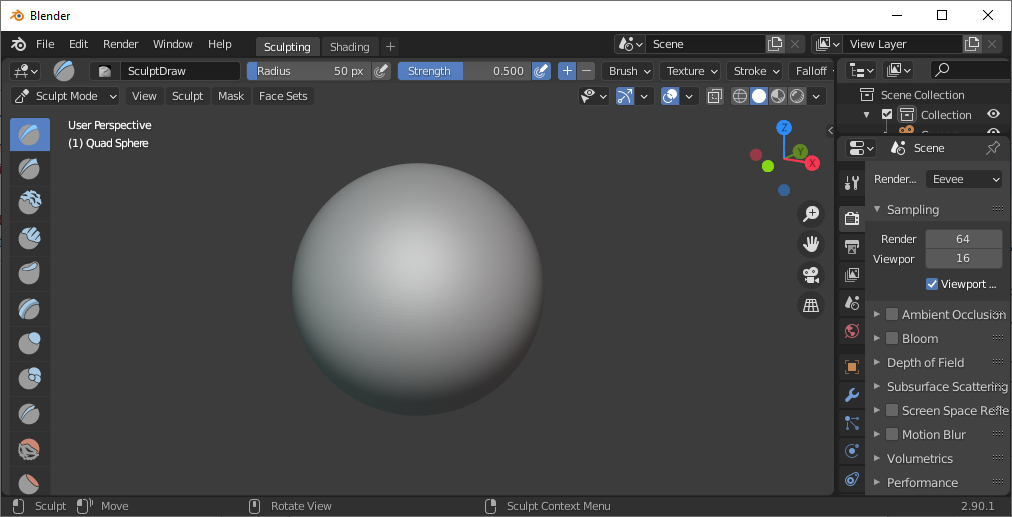 Blender
File Edit Render Window Help Sculpting Shading + Scene View Layer
SculptDraw Radius 50 px Strength 0.500 Brush Texture Stroke Falloff
Sculpt Mode View Sculpt Mask Face Sets
Scene Collection
Collection
User Perspective
(1) Quad Sphere
Z
Y
X
Scene
Render... Eevee
Sampling
Render 64
Viewpor 16
Viewport ...
Ambient Occlusion
Bloom
Depth of Field
Subsurface Scattering
Screen Space Refle
Motion Blur
Volumetrics
Performance
Sculpt Move Rotate View Sculpt Context Menu 2.90.1